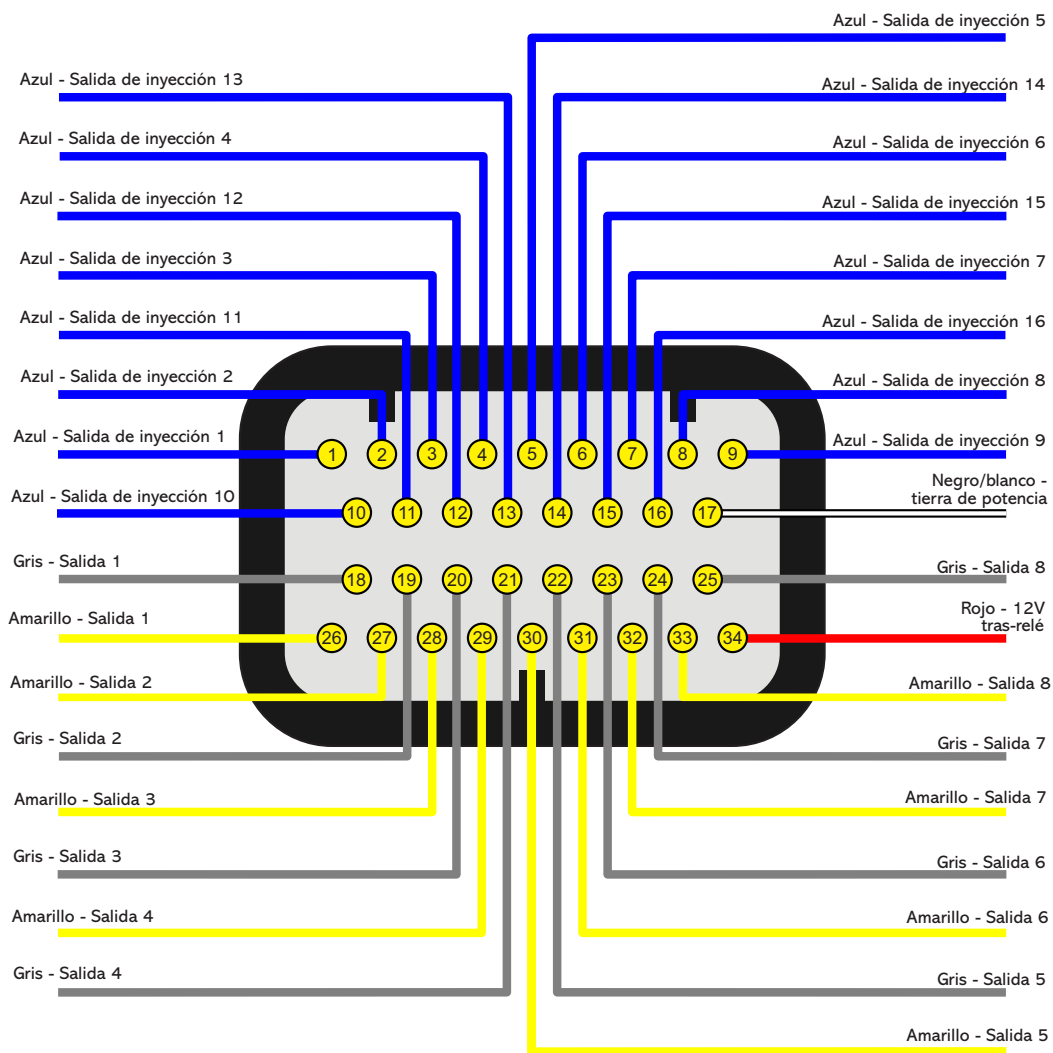 Azul - Salida de inyección 5
Azul - Salida de inyección 13
Azul - Salida de inyección 14
Azul - Salida de inyección 4
Azul - Salida de inyección 6
Azul - Salida de inyección 12
Azul - Salida de inyección 15
Azul - Salida de inyección 3
Azul - Salida de inyección 7
Azul - Salida de inyección 11
Azul - Salida de inyección 16
Azul - Salida de inyección 2
Azul - Salida de inyección 8
Azul - Salida de inyección 1
Azul - Salida de inyección 9
1 2 3 4 5 6 7 8 9
Azul - Salida de inyección 10
Negro/blanco -
tierra de potencia
10 11 12 13 14 15 16 17
Gris - Salida 1
Gris - Salida 8
18 19 20 21 22 23 24 25
Amarillo - Salida 1
Rojo - 12V
tras-relé
26 27 28 29 30 31 32 33 34
Amarillo - Salida 2
Amarillo - Salida 8
Gris - Salida 2
Gris - Salida 7
Amarillo - Salida 3
Amarillo - Salida 7
Gris - Salida 3
Gris - Salida 6
Amarillo - Salida 4
Amarillo - Salida 6
Gris - Salida 4
Gris - Salida 5
Amarillo - Salida 5